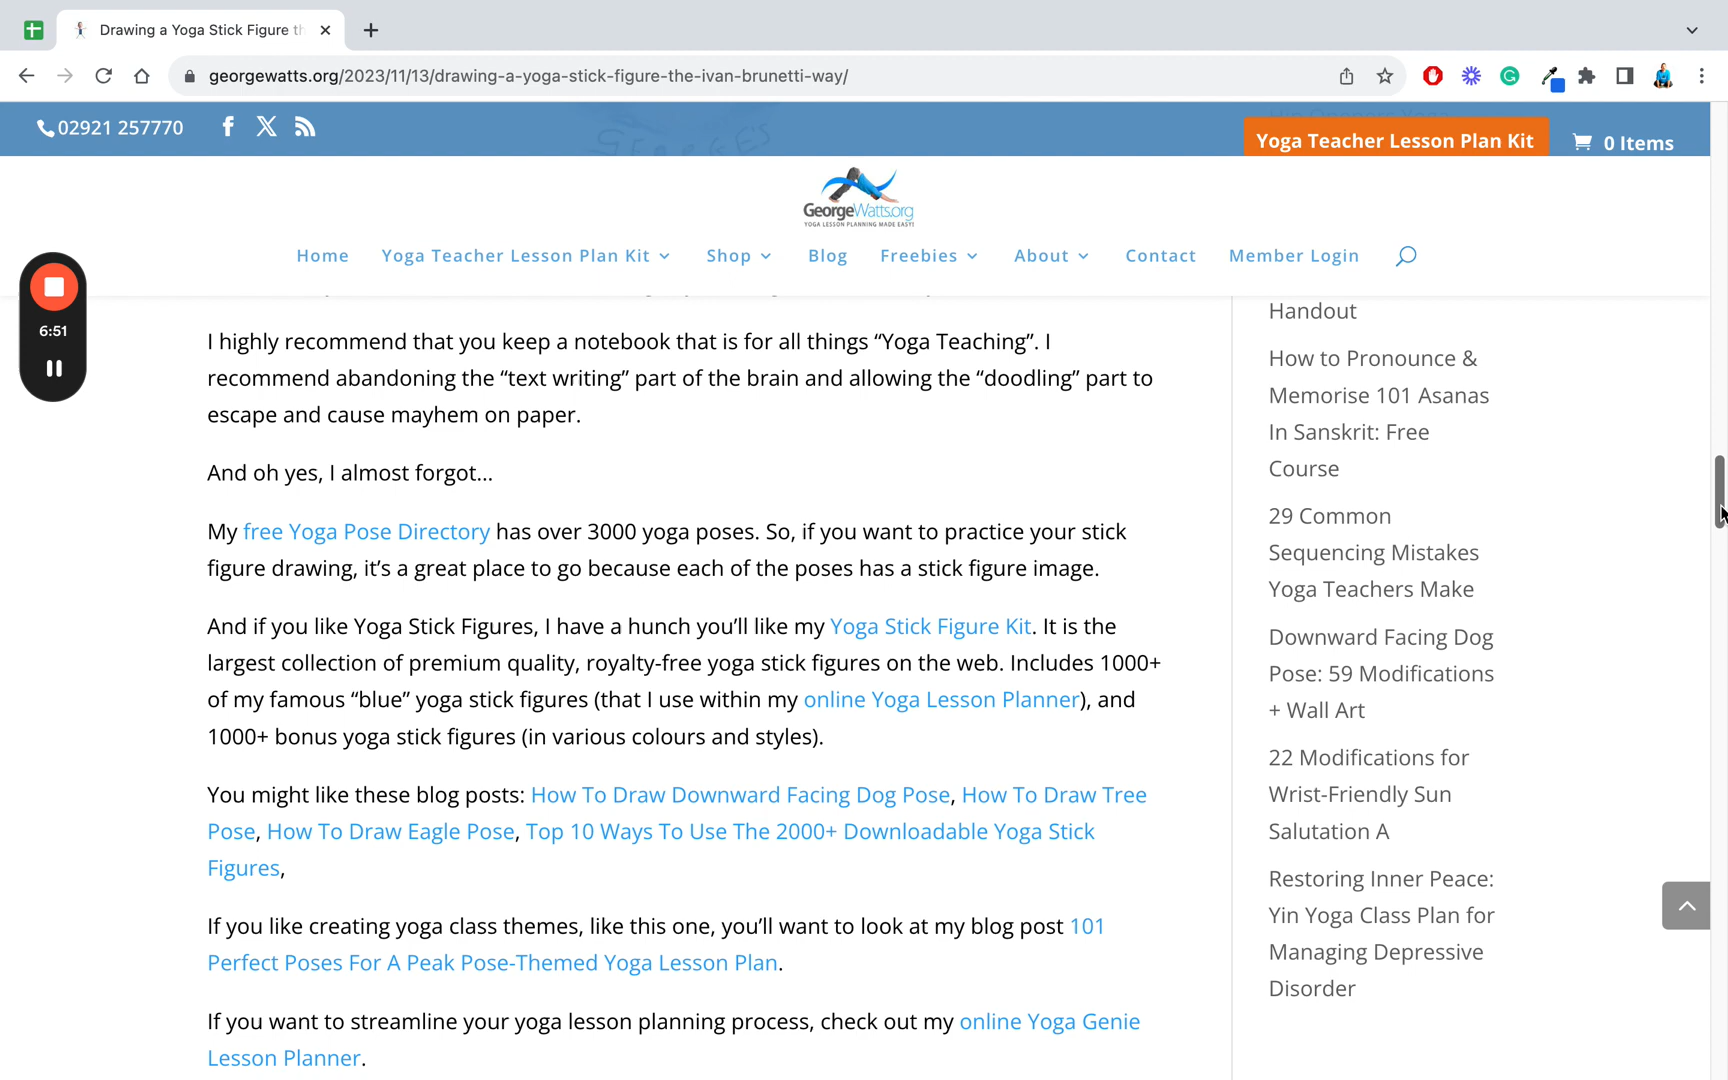 Drawing a Yoga Stick Figure th
georgewatts.org/2023/11/13/drawing-a-yoga-stick-figure-the-ivan-brunetti-way/
02921 257770
Yoga Teacher Lesson Plan Kit
0 Items
GeorgeWatts.org
YOGA LESSON PLANNING MADE EASY!
Home
Yoga Teacher Lesson Plan Kit
Shop
Blog
Freebies
About
Contact
Member Login
6:51
I highly recommend that you keep a notebook that is for all things “Yoga Teaching”. I
recommend abandoning the “text writing” part of the brain and allowing the “doodling” part to
escape and cause mayhem on paper.
And oh yes, I almost forgot…
My free Yoga Pose Directory has over 3000 yoga poses. So, if you want to practice your stick
figure drawing, it’s a great place to go because each of the poses has a stick figure image.
And if you like Yoga Stick Figures, I have a hunch you’ll like my Yoga Stick Figure Kit. It is the
largest collection of premium quality, royalty-free yoga stick figures on the web. Includes 1000+
of my famous “blue” yoga stick figures (that I use within my online Yoga Lesson Planner), and
1000+ bonus yoga stick figures (in various colours and styles).
You might like these blog posts: How To Draw Downward Facing Dog Pose, How To Draw Tree
Pose, How To Draw Eagle Pose, Top 10 Ways To Use The 2000+ Downloadable Yoga Stick
Figures,
If you like creating yoga class themes, like this one, you’ll want to look at my blog post 101
Perfect Poses For A Peak Pose-Themed Yoga Lesson Plan.
If you want to streamline your yoga lesson planning process, check out my online Yoga Genie
Lesson Planner.
Handout
How to Pronounce &
Memorise 101 Asanas
In Sanskrit: Free
Course
29 Common
Sequencing Mistakes
Yoga Teachers Make
Downward Facing Dog
Pose: 59 Modifications
+ Wall Art
22 Modifications for
Wrist-Friendly Sun
Salutation A
Restoring Inner Peace:
Yin Yoga Class Plan for
Managing Depressive
Disorder